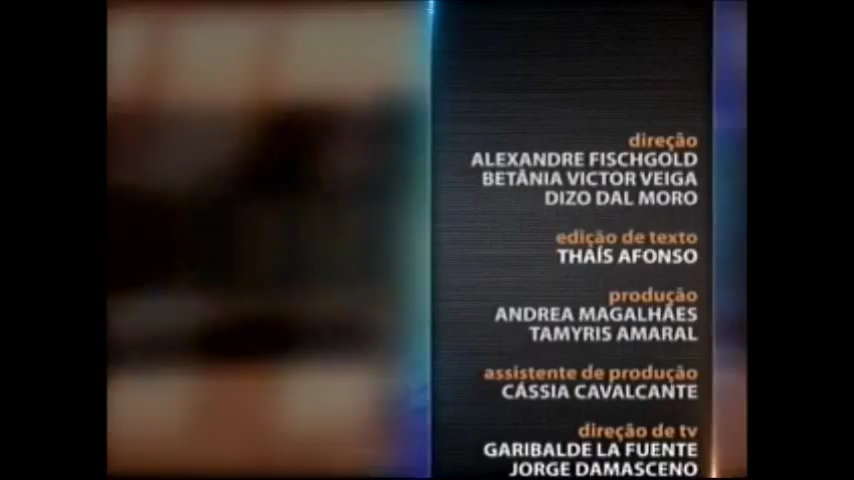 direção
ALEXANDRE FISCHGOLD
BETÂNIA VICTOR VEIGA
DIZO DAL MORO
edição de texto
THAÍS AFONSO
produção
ANDREA MAGALHÃES
TAMYRIS AMARAL
assistente de produção
CÁSSIA CAVALCANTE
direção de tv
GARIBALDE LA FUENTE
JORGE DAMASCENO